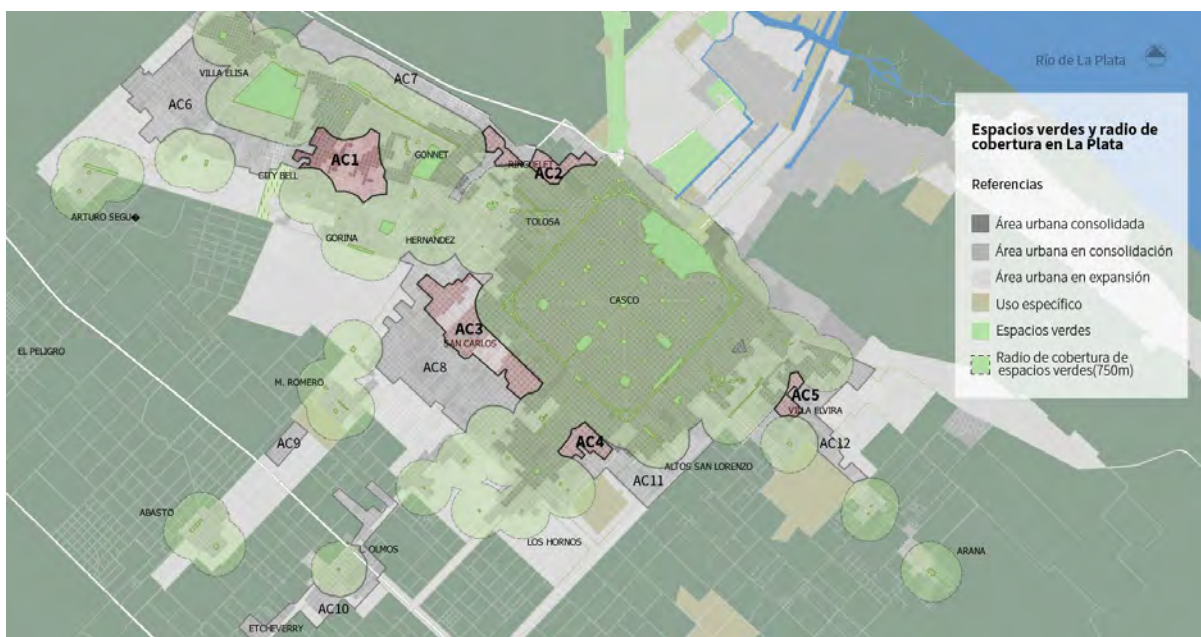 Río de La Plata
Espacios verdes y radio de
cobertura en La Plata
Referencias
Área urbana consolidada
Área urbana en consolidación
Área urbana en expansión
Uso específico
Espacios verdes
Radio de cobertura de
espacios verdes(750m)
VILLA ELISA
AC7
AC6
AC1
GONNET
RINGUELET
AC2
CITY BELL
ARTURO SEGU�
TOLOSA
GORINA
HERNANDEZ
CASCO
AC3
SAN CARLOS
EL PELIGRO
AC8
M. ROMERO
AC5
VILLA ELVIRA
AC9
AC4
AC12
ALTOS SAN LORENZO
AC11
ABASTO
LOS HORNOS
L. OLMOS
ARANA
AC10
ETCHEVERRY